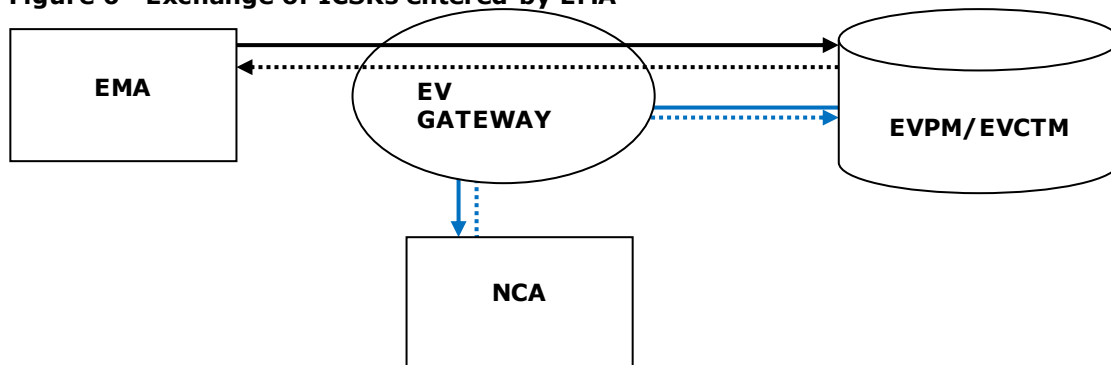 Figure 6 - Exchange of ICSRs entered by EMA
EMA
EV
GATEWAY
EVPM/EVCTM
NCA